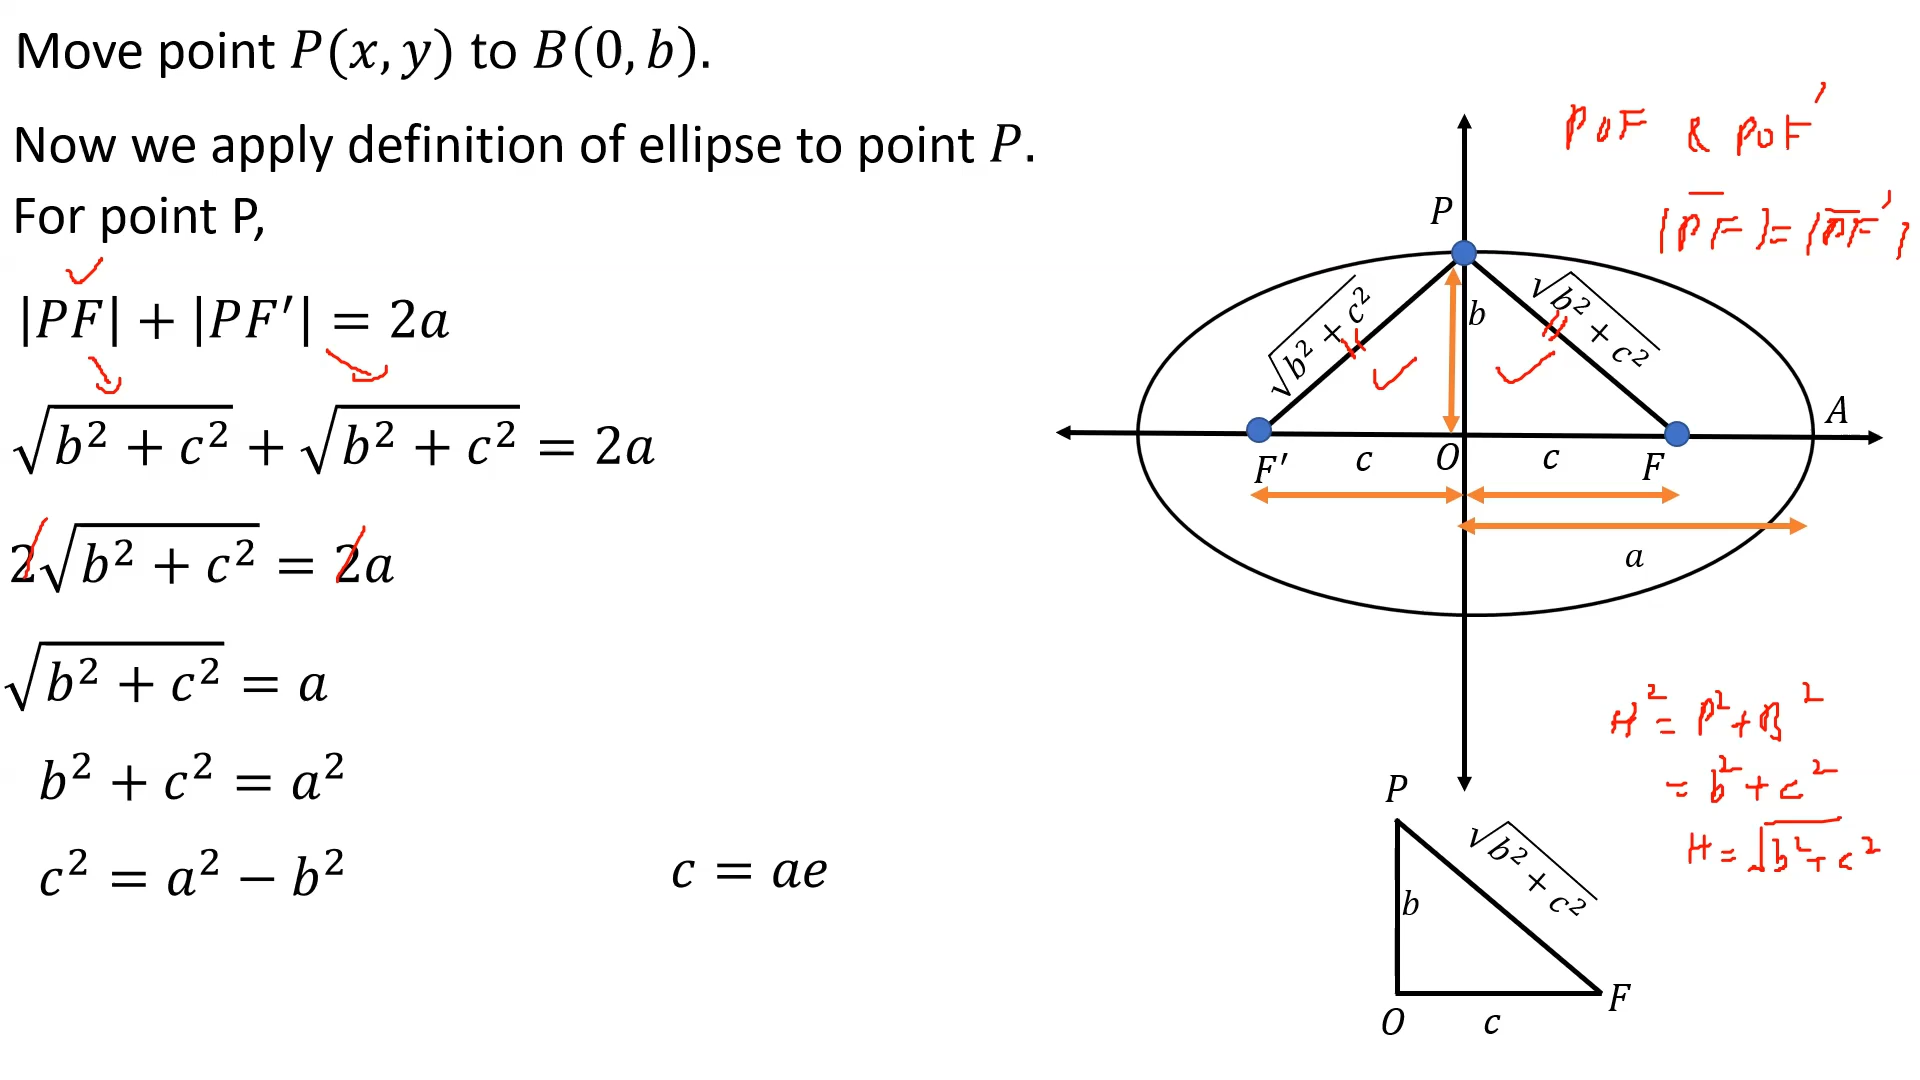 Move point P(x, y) to B(0, b).
Now we apply definition of ellipse to point P.
For point P,
|PF| + |PF′| = 2a
√(b² + c²) + √(b² + c²) = 2a
2√(b² + c²) = 2a
√(b² + c²) = a
b² + c² = a²
c² = a² − b²
c = ae
POF & POF′
|PF| = |PF′|
P
√(b² + c²)
b
√(b² + c²)
A
F′
c
O
c
F
a
H² = P² + B²
= b² + c²
H = √(b² + c²)
P
√(b² + c²)
b
F
O
c